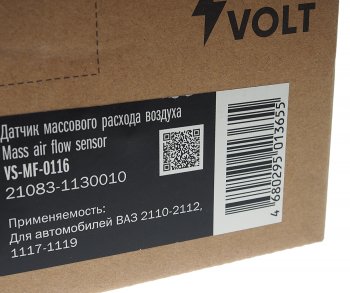 VOLT
Датчик массового расхода воздуха
Mass air flow sensor
VS-MF-0116
21083-1130010
Применяемость:
Для автомобилей ВАЗ 2110-2112,
1117-1119
4 680295 013655